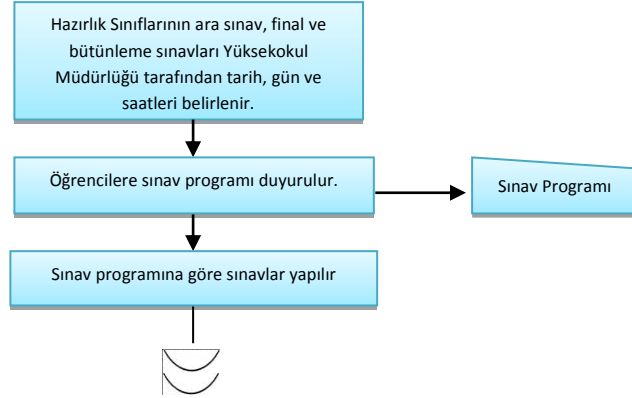 Hazırlık Sınıflarının ara sınav, final ve
bütünleme sınavları Yüksekokul
Müdürlüğü tarafından tarih, gün ve
saatleri belirlenir.
Öğrencilere sınav programı duyurulur.
Sınav Programı
Sınav programına göre sınavlar yapılır